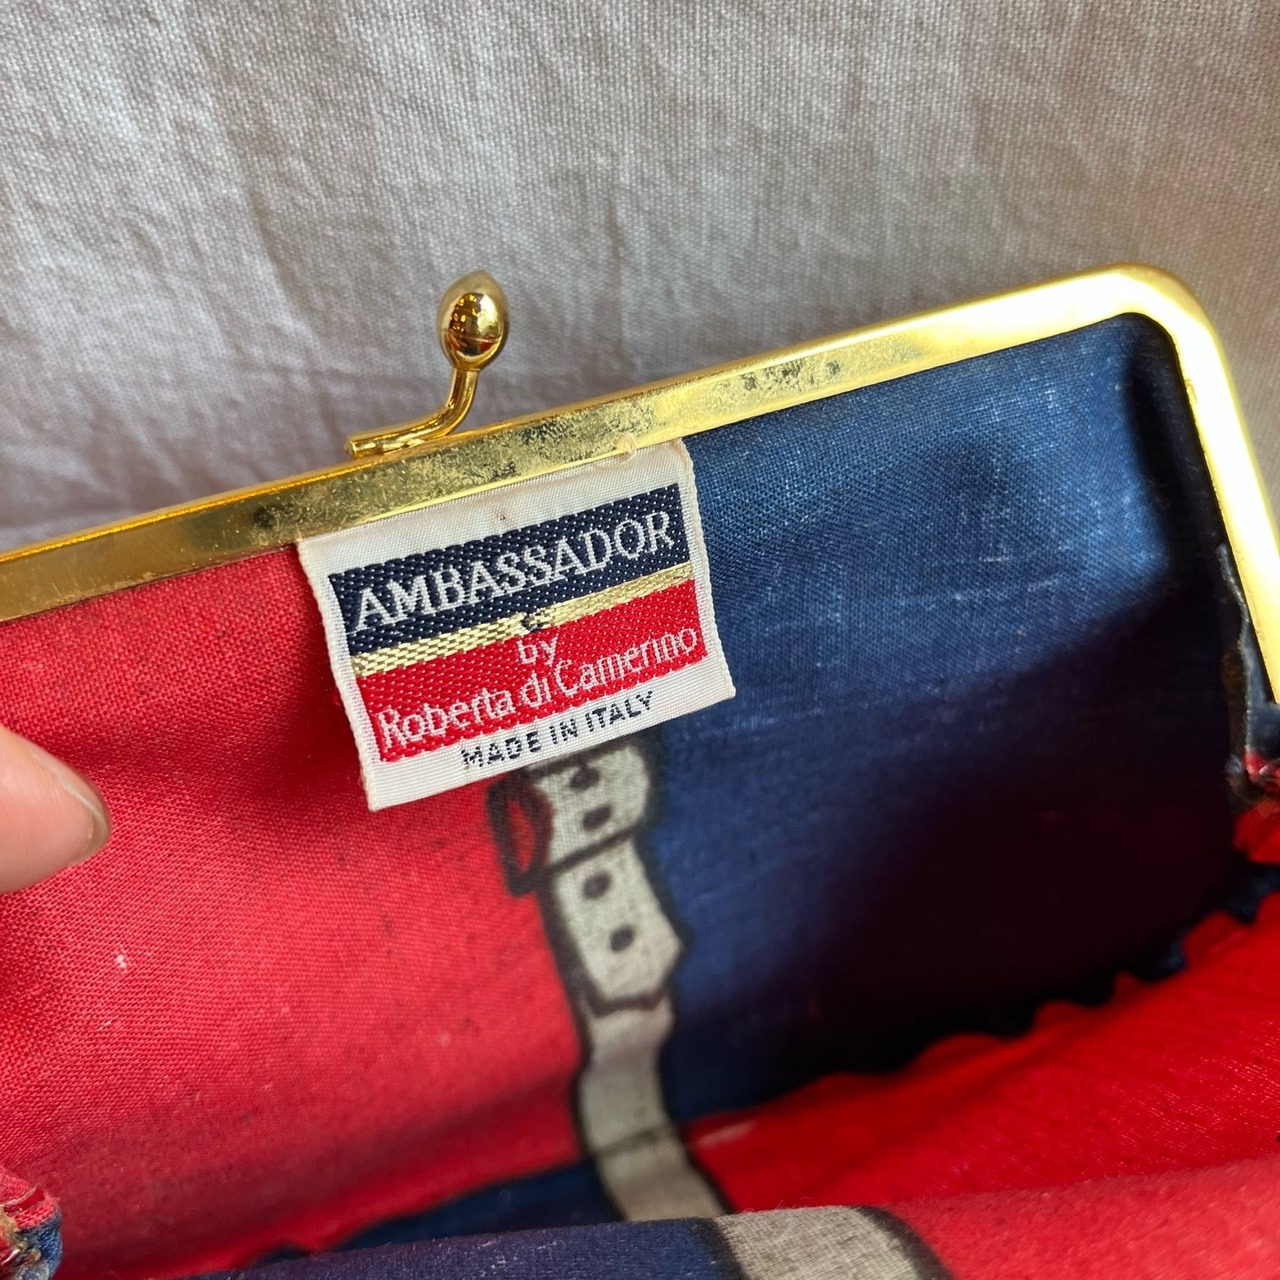 AMBASSADOR
by
Roberta di Camerino
MADE IN ITALY